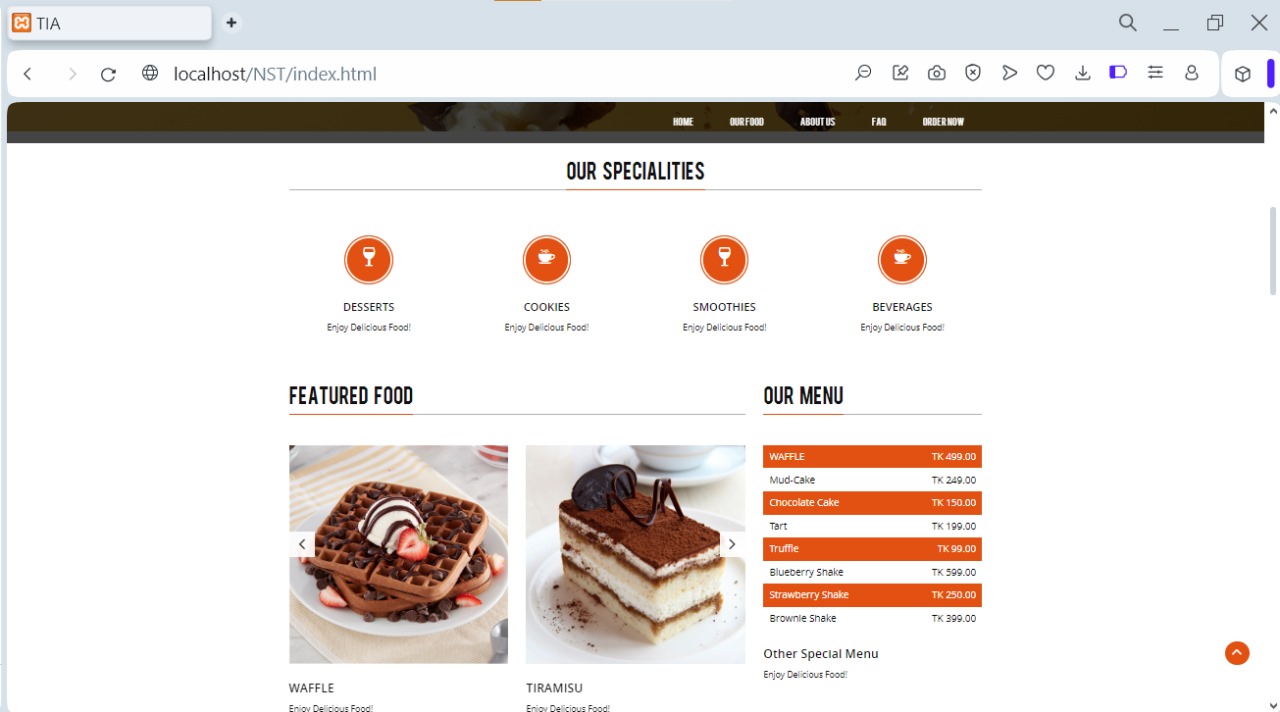 TIA
localhost/NST/index.html
HOME OUR FOOD ABOUT US FAQ ORDER NOW
OUR SPECIALITIES
DESSERTS COOKIES SMOOTHIES BEVERAGES
Enjoy Delicious Food! Enjoy Delicious Food! Enjoy Delicious Food! Enjoy Delicious Food!
FEATURED FOOD
WAFFLE TIRAMISU
Enjoy Delicious Food! Enjoy Delicious Food!
OUR MENU
WAFFLE TK 499.00
Mud-Cake TK 249.00
Chocolate Cake TK 150.00
Tart TK 199.00
Truffle TK 99.00
Blueberry Shake TK 599.00
Strawberry Shake TK 250.00
Brownie Shake TK 399.00
Other Special Menu
Enjoy Delicious Food!